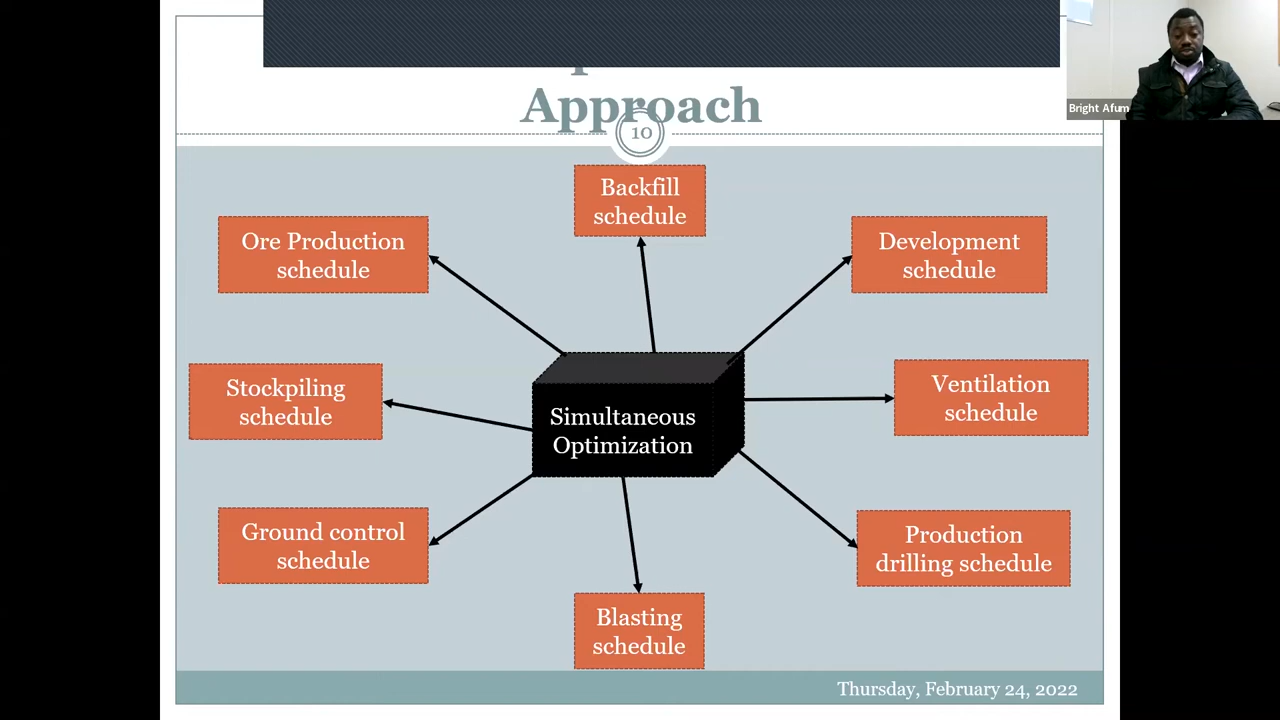 Approach
10
Backfill
schedule
Ore Production
schedule
Development
schedule
Stockpiling
schedule
Simultaneous
Optimization
Ventilation
schedule
Ground control
schedule
Production
drilling schedule
Blasting
schedule
Thursday, February 24, 2022
Bright Afum